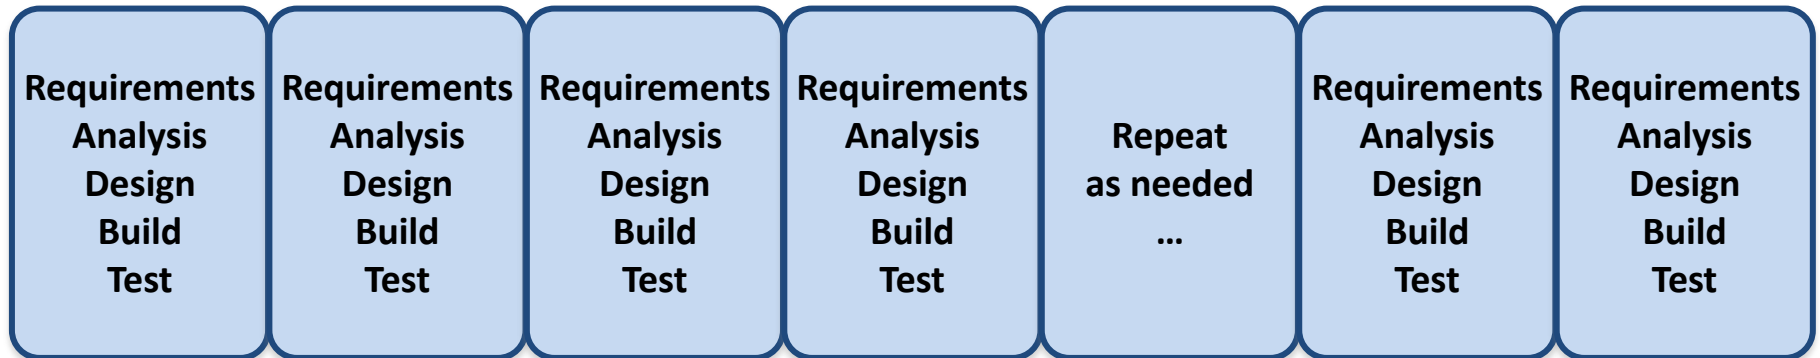 Requirements
Analysis
Design
Build
Test
Requirements
Analysis
Design
Build
Test
Requirements
Analysis
Design
Build
Test
Requirements
Analysis
Design
Build
Test
Repeat
as needed
...
Requirements
Analysis
Design
Build
Test
Requirements
Analysis
Design
Build
Test